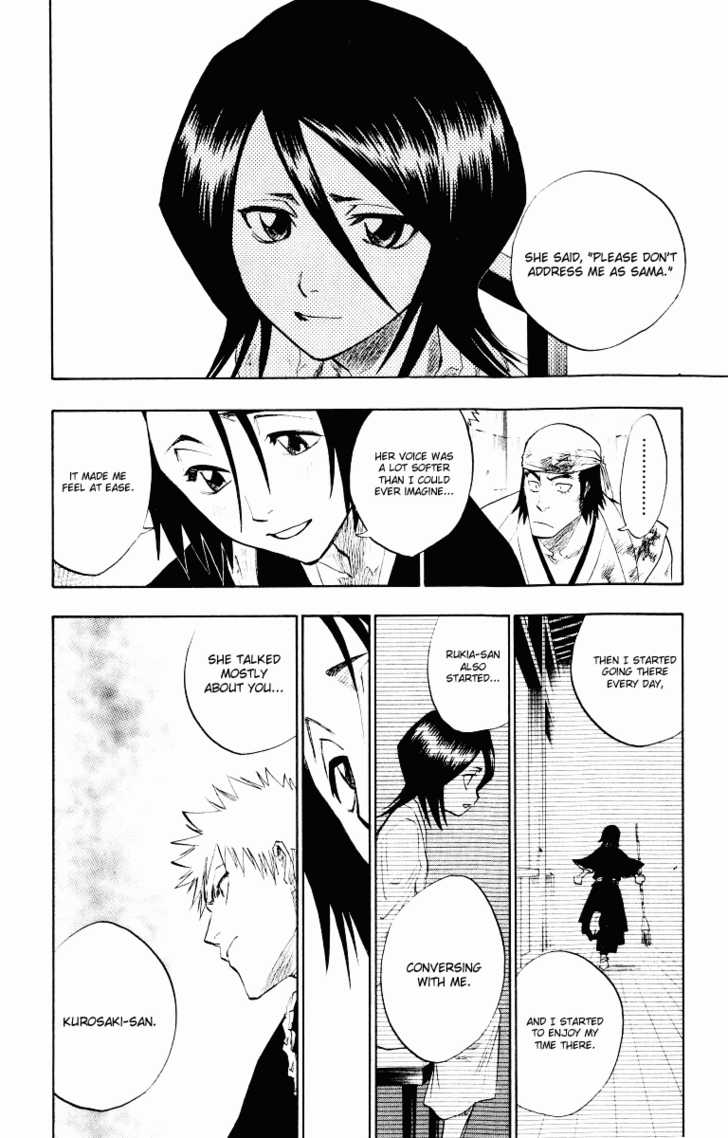 SHE SAID, "PLEASE DON'T
ADDRESS ME AS SAMA."
.........
HER VOICE WAS
A LOT SOFTER
THAN I COULD
EVER IMAGINE...
IT MADE ME
FEEL AT EASE.
THEN I STARTED
GOING THERE
EVERY DAY,
AND I STARTED
TO ENJOY MY
TIME THERE.
RUKIA-SAN
ALSO
STARTED...
CONVERSING
WITH ME.
SHE TALKED
MOSTLY
ABOUT YOU...
KUROSAKI-SAN.